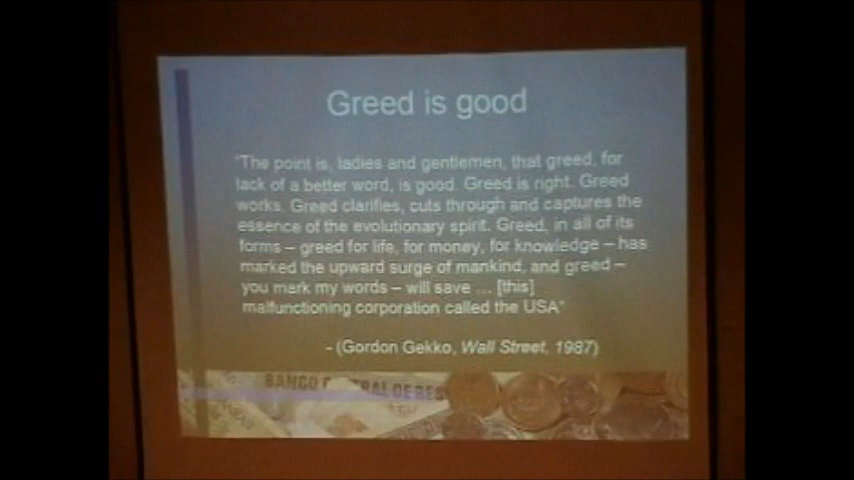 Greed is good
"The point is, ladies and gentlemen, that greed, for
lack of a better word, is good. Greed is right. Greed
works. Greed clarifies, cuts through and captures the
essence of the evolutionary spirit. Greed, in all of its
forms – greed for life, for money, for knowledge – has
marked the upward surge of mankind, and greed –
you mark my words – will save ... [this]
malfunctioning corporation called the USA"
- (Gordon Gekko, Wall Street, 1987)
BANCO RAL DE RES